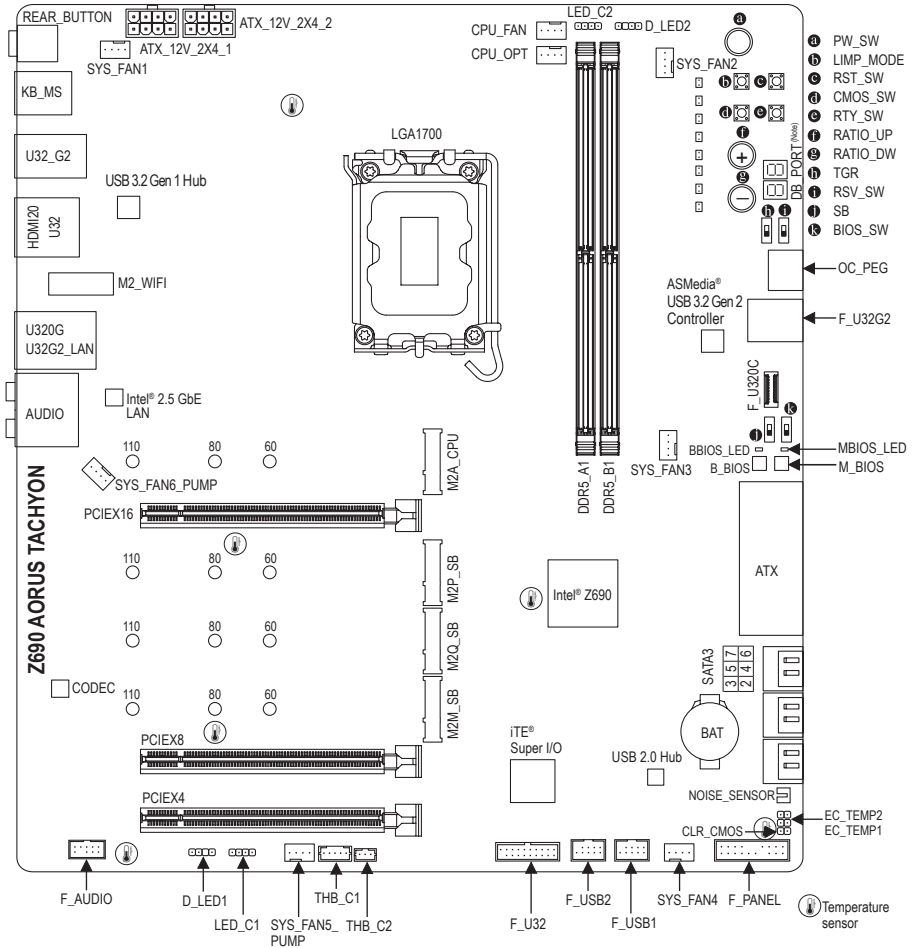 REAR_BUTTON
ATX_12V_2X4_2
ATX_12V_2X4_1
SYS_FAN1
CPU_FAN
CPU_OPT
LED_C2
D_LED2
SYS_FAN2
a
b
c
d
e
f
g
h
i
DB_PORT (Note)
a PW_SW
b LIMP_MODE
c RST_SW
d CMOS_SW
e RTY_SW
f RATIO_UP
g RATIO_DW
h TGR
i RSV_SW
j SB
k BIOS_SW
KB_MS
U32_G2
USB 3.2 Gen 1 Hub
LGA1700
HDMI20
U32
M2_WIFI
U320G
U32G2_LAN
AUDIO
Intel® 2.5 GbE
LAN
OC_PEG
ASMedia®
USB 3.2 Gen 2
Controller
F_U32G2
F_U320C
k
j
BBIOS_LED
MBIOS_LED
B_BIOS
M_BIOS
SYS_FAN3
DDR5_A1
DDR5_B1
110 80 60
M2A_CPU
SYS_FAN6_PUMP
PCIEX16
110 80 60
M2P_SB
Intel® Z690
ATX
110 80 60
M2Q_SB
Z690 AORUS TACHYON
CODEC
110 80 60
M2M_SB
SATA3
3 5 7
2 4 6
BAT
PCIEX8
iTE®
Super I/O
USB 2.0 Hub
NOISE_SENSOR
PCIEX4
EC_TEMP2
CLR_CMOS
EC_TEMP1
F_AUDIO
D_LED1
LED_C1
SYS_FAN5_
PUMP
THB_C1
THB_C2
F_U32
F_USB2
F_USB1
SYS_FAN4
F_PANEL
Temperature
sensor